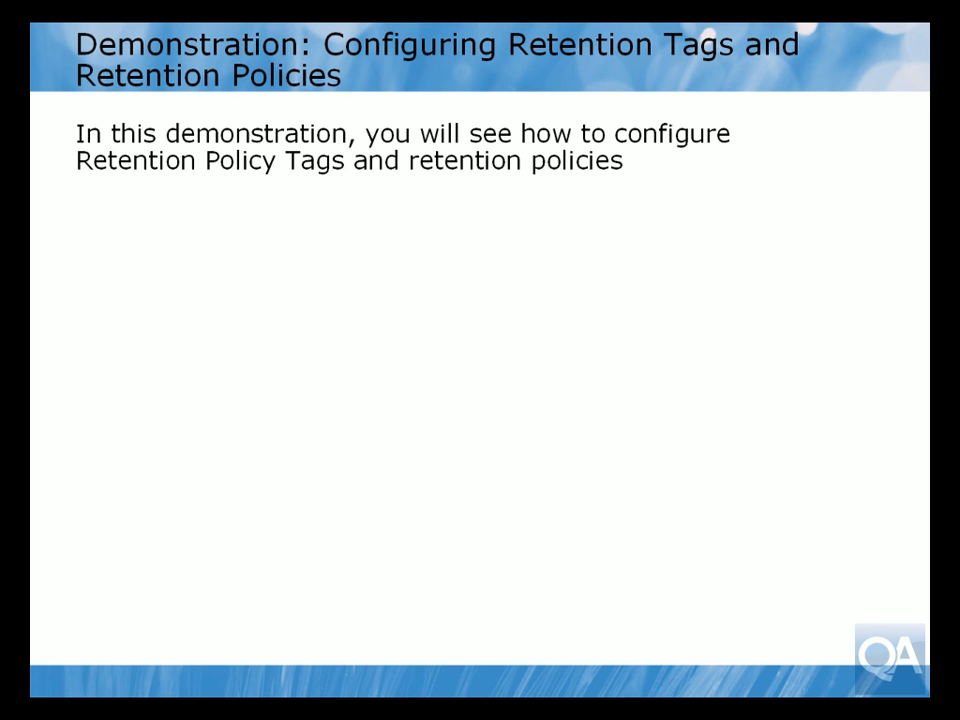 Demonstration: Configuring Retention Tags and
Retention Policies
In this demonstration, you will see how to configure
Retention Policy Tags and retention policies
QA